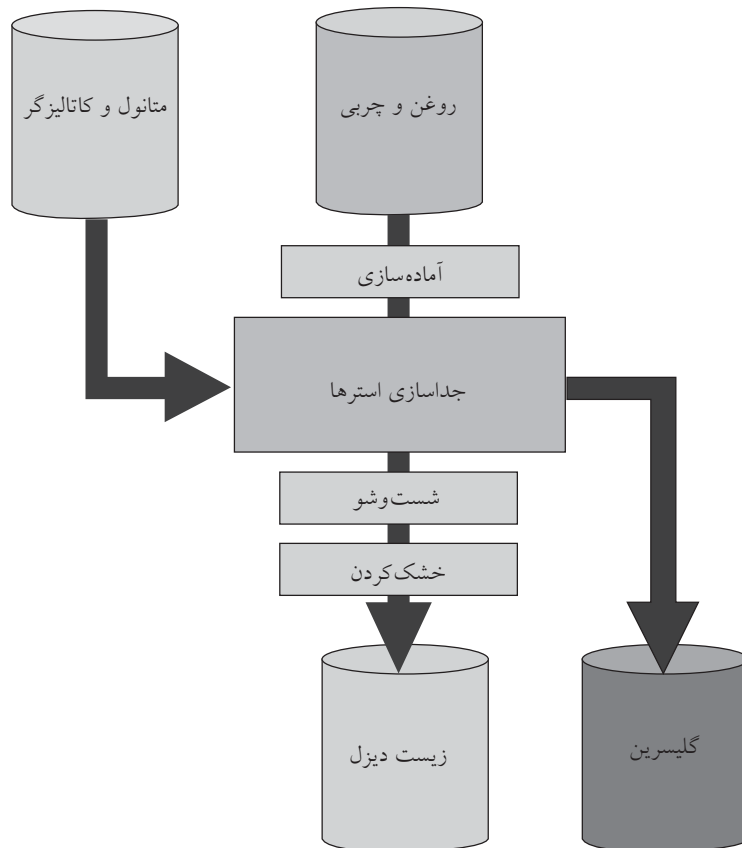 روغن و چربی
متانول و کاتالیزگر
آماده‌سازی
جداسازی استرها
شست‌وشو
خشک‌کردن
زیست دیزل
گلیسرین